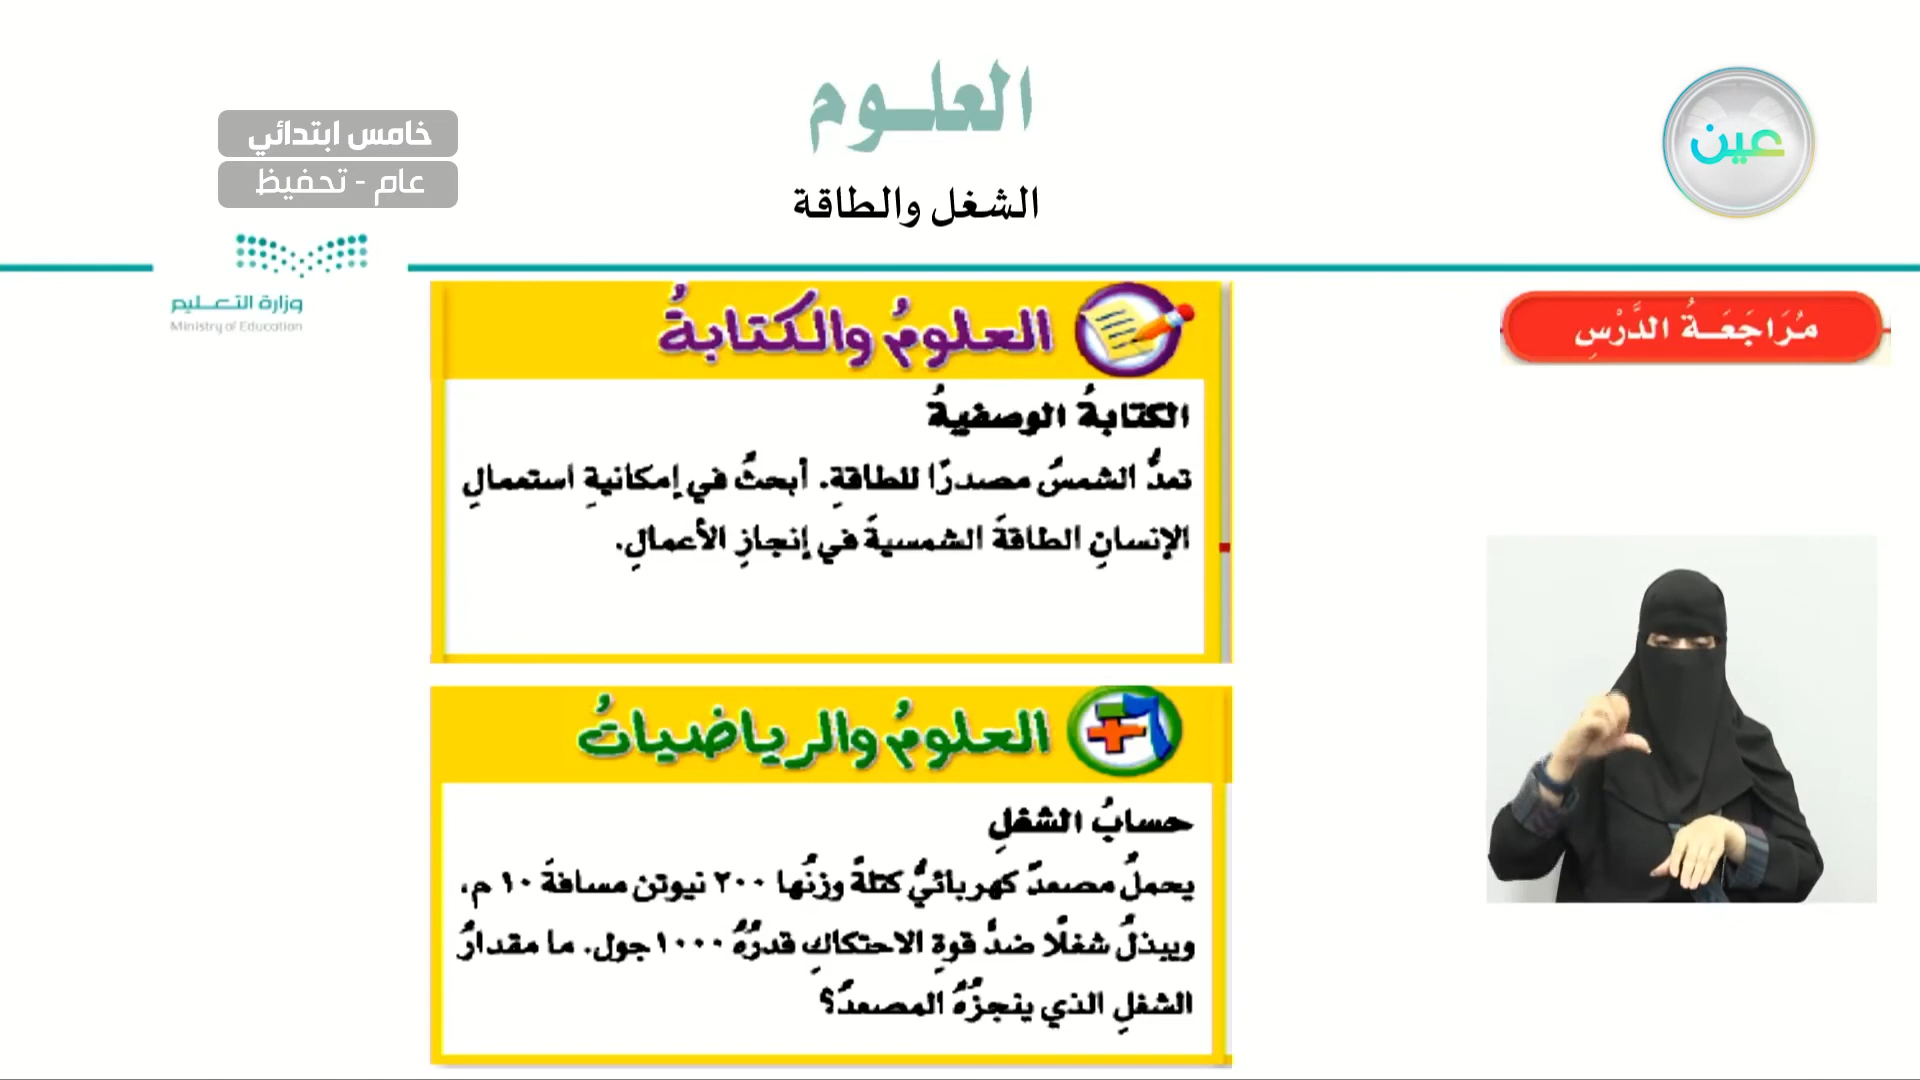 العلوم
الشغل والطاقة
عين
خامس ابتدائي
عام - تحفيظ
وزارة التعليم
Ministry of Education
مُرَاجَعَةُ الدَّرْسِ
العلومُ والكتابةُ
الكتابةُ الوصفيةُ
تعدُّ الشمسُ مصدرًا للطاقةِ. أبحثُ في إمكانيةِ استعمالِ
الإنسانِ الطاقةَ الشمسيةَ في إنجازِ الأعمالِ.
العلومُ والرياضياتُ
حسابُ الشغلِ
يحملُ مصعدٌ كهربائيٌّ كتلةً وزنُها ٢٠٠ نيوتن مسافةَ ١٠ م،
ويبذلُ شغلًا ضدَّ قوةِ الاحتكاكِ قدرُهُ ١٠٠٠ جول. ما مقدارُ
الشغلِ الذي ينجزُهُ المصعدُ؟